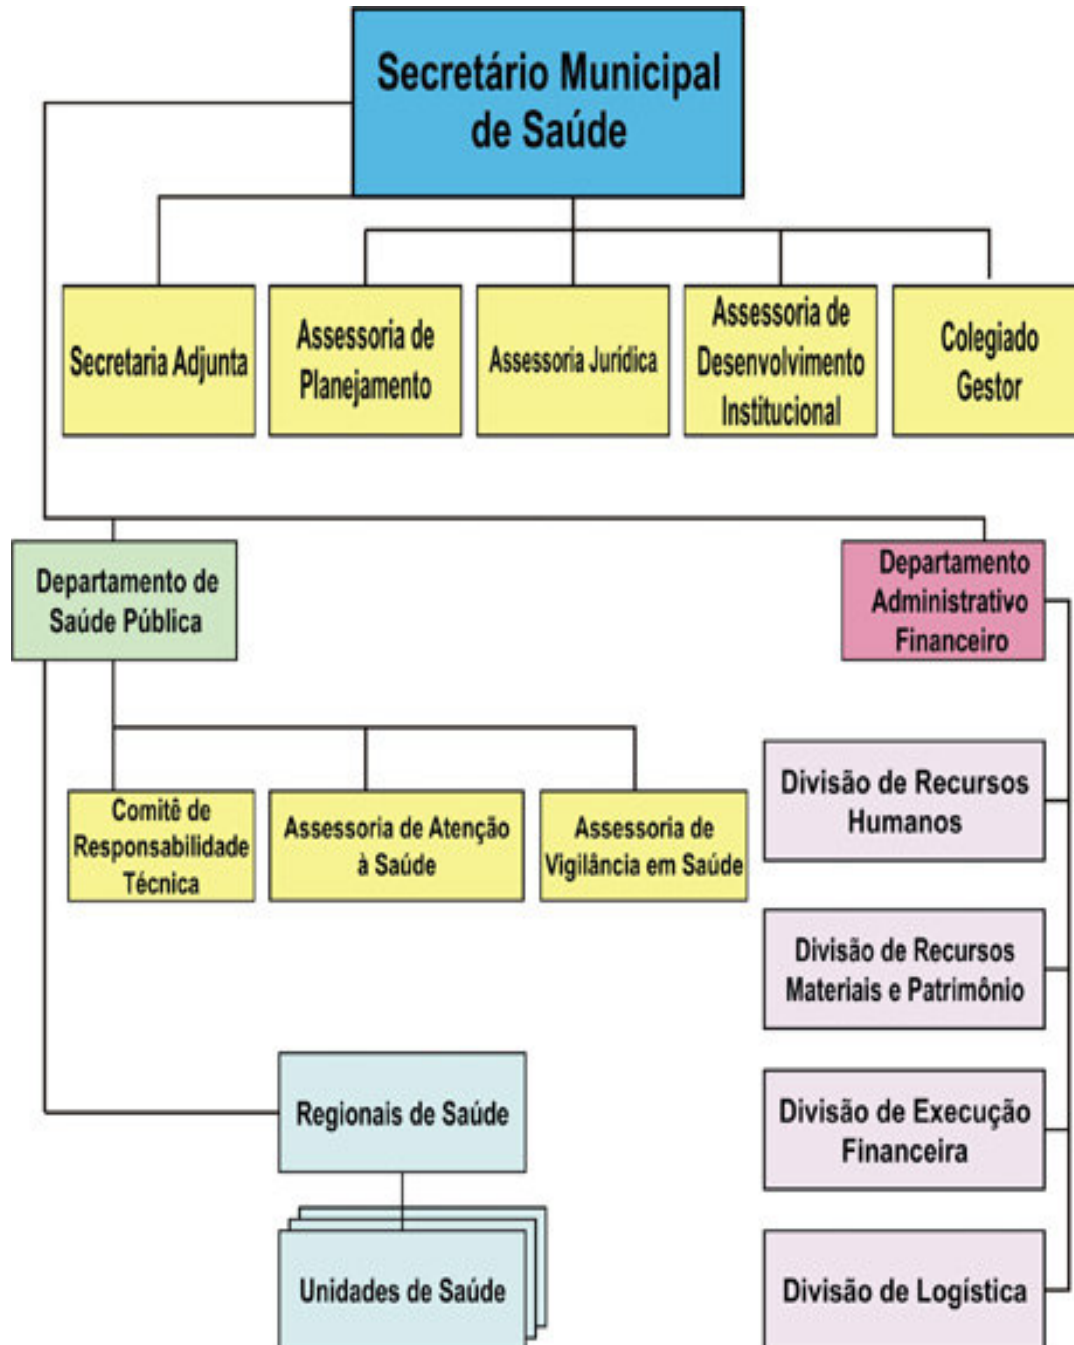 Secretário Municipal
de Saúde
Secretaria Adjunta
Assessoria de
Planejamento
Assessoria Jurídica
Assessoria de
Desenvolvimento
Institucional
Colegiado
Gestor
Departamento de
Saúde Pública
Departamento
Administrativo
Financeiro
Comitê de
Responsabilidade
Técnica
Assessoria de Atenção
à Saúde
Assessoria de
Vigilância em Saúde
Divisão de Recursos
Humanos
Divisão de Recursos
Materiais e Patrimônio
Regionais de Saúde
Divisão de Execução
Financeira
Unidades de Saúde
Divisão de Logística